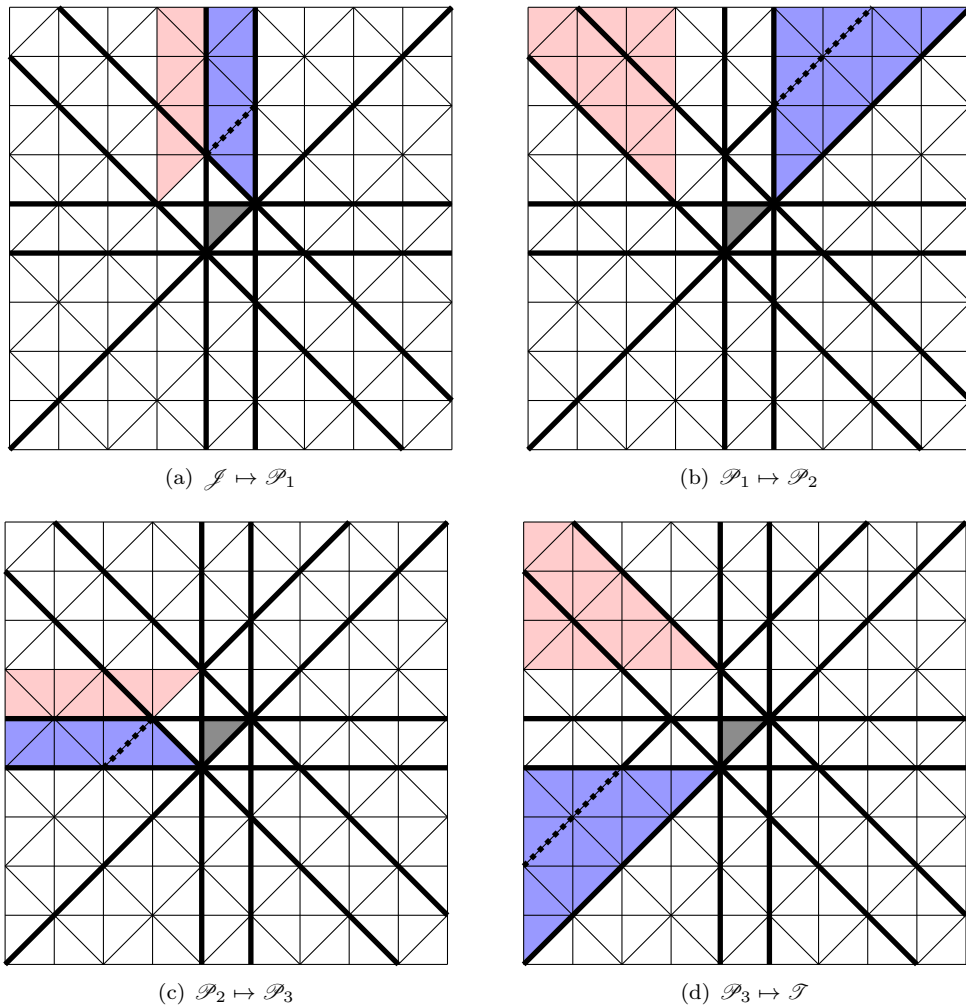 (a) 𝒥 ↦ 𝒫₁
(b) 𝒫₁ ↦ 𝒫₂
(c) 𝒫₂ ↦ 𝒫₃
(d) 𝒫₃ ↦ 𝒯